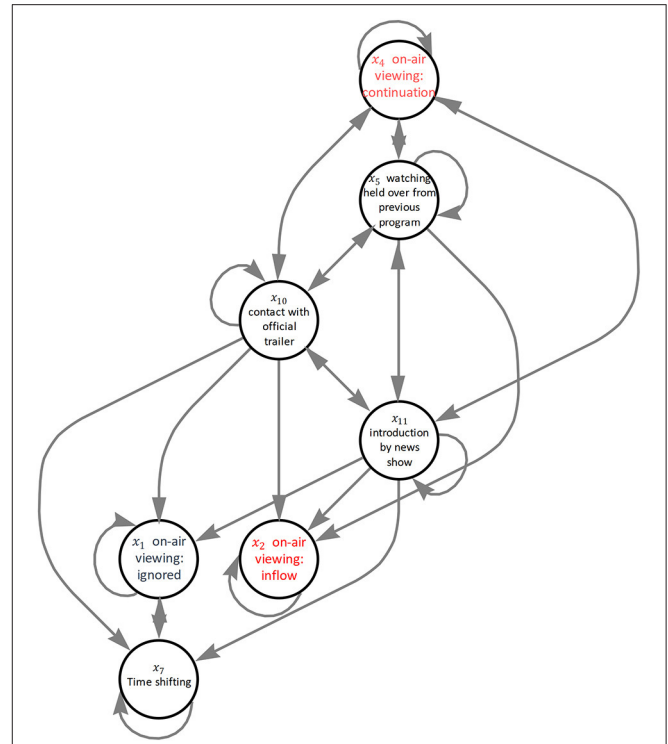 x₄ on-air
viewing:
continuation
x₅ watching
held over from
previous
program
x₁₀
contact with
official
trailer
x₁₁
introduction
by news
show
x₁ on-air
viewing:
ignored
x₂ on-air
viewing:
inflow
x₇
Time shifting